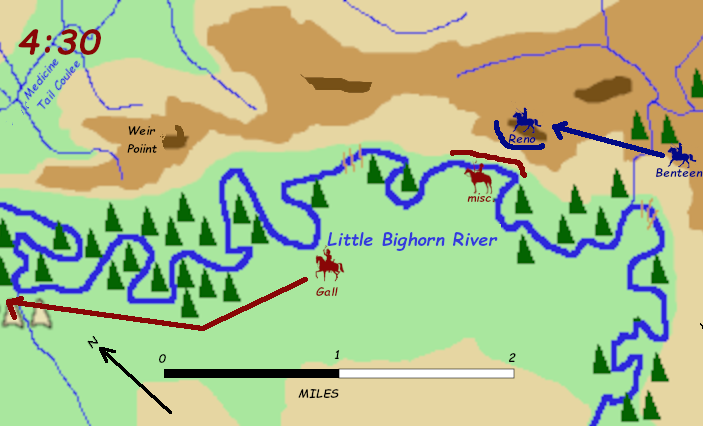 4:30
Medicine
Tail Coulee
Weir
Poiint
Reno
Benteen
misc
Little Bighorn River
Gall
N
0 1 2
MILES